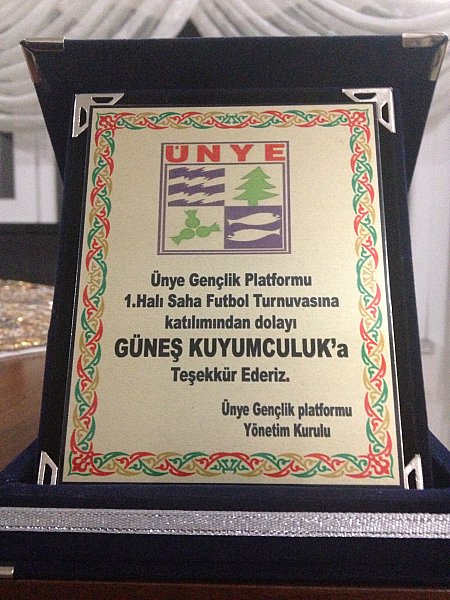 ÜNYE
Ünye Gençlik Platformu
1.Halı Saha Futbol Turnuvasına
katılımından dolayı
GÜNEŞ KUYUMCULUK'a
Teşekkür Ederiz.
Ünye Gençlik platformu
Yönetim Kurulu